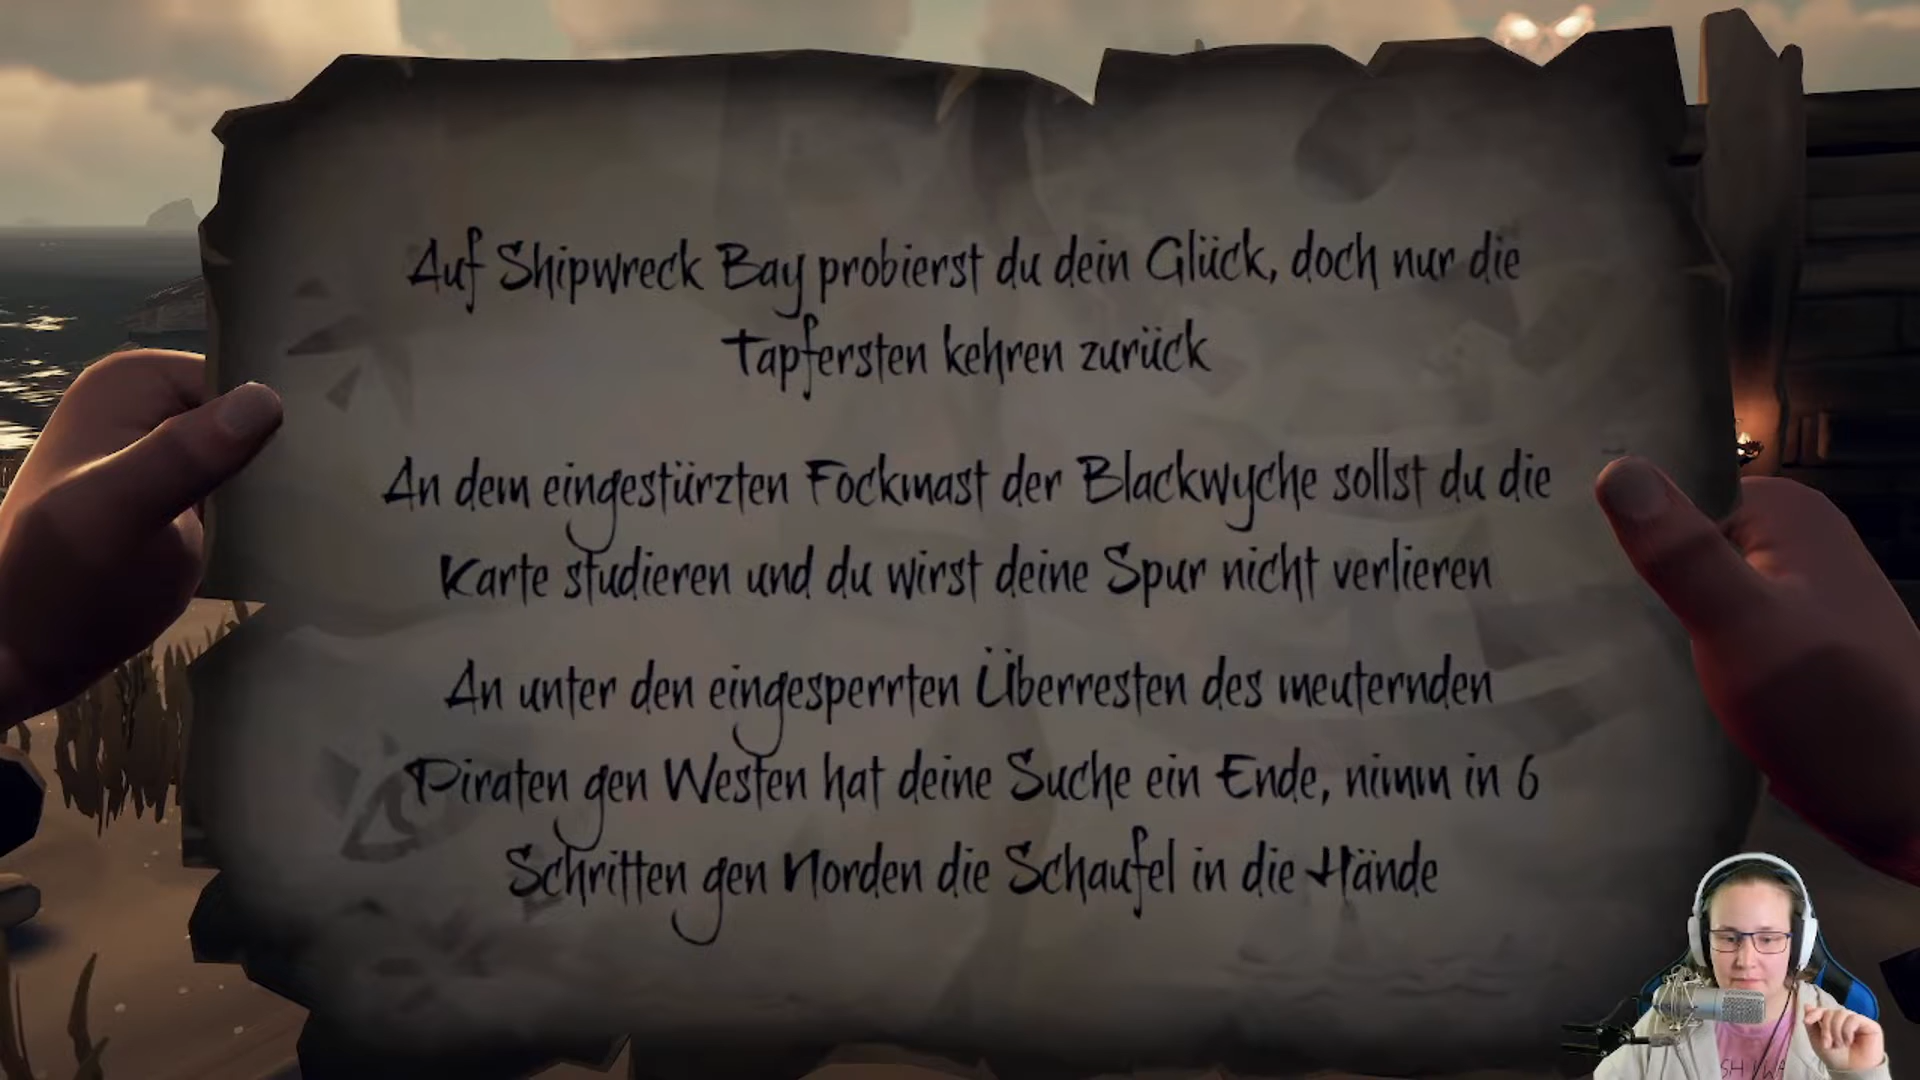 Auf Shipwreck Bay probierst du dein Glück, doch nur die
Tapfersten kehren zurück
An dem eingestürzten Fockmast der Blackwyche sollst du die
Karte studieren und du wirst deine Spur nicht verlieren
An unter den eingesperrten Überresten des meuternden
Piraten gen Westen hat deine Suche ein Ende, nimm in 6
Schritten gen Norden die Schaufel in die Hände